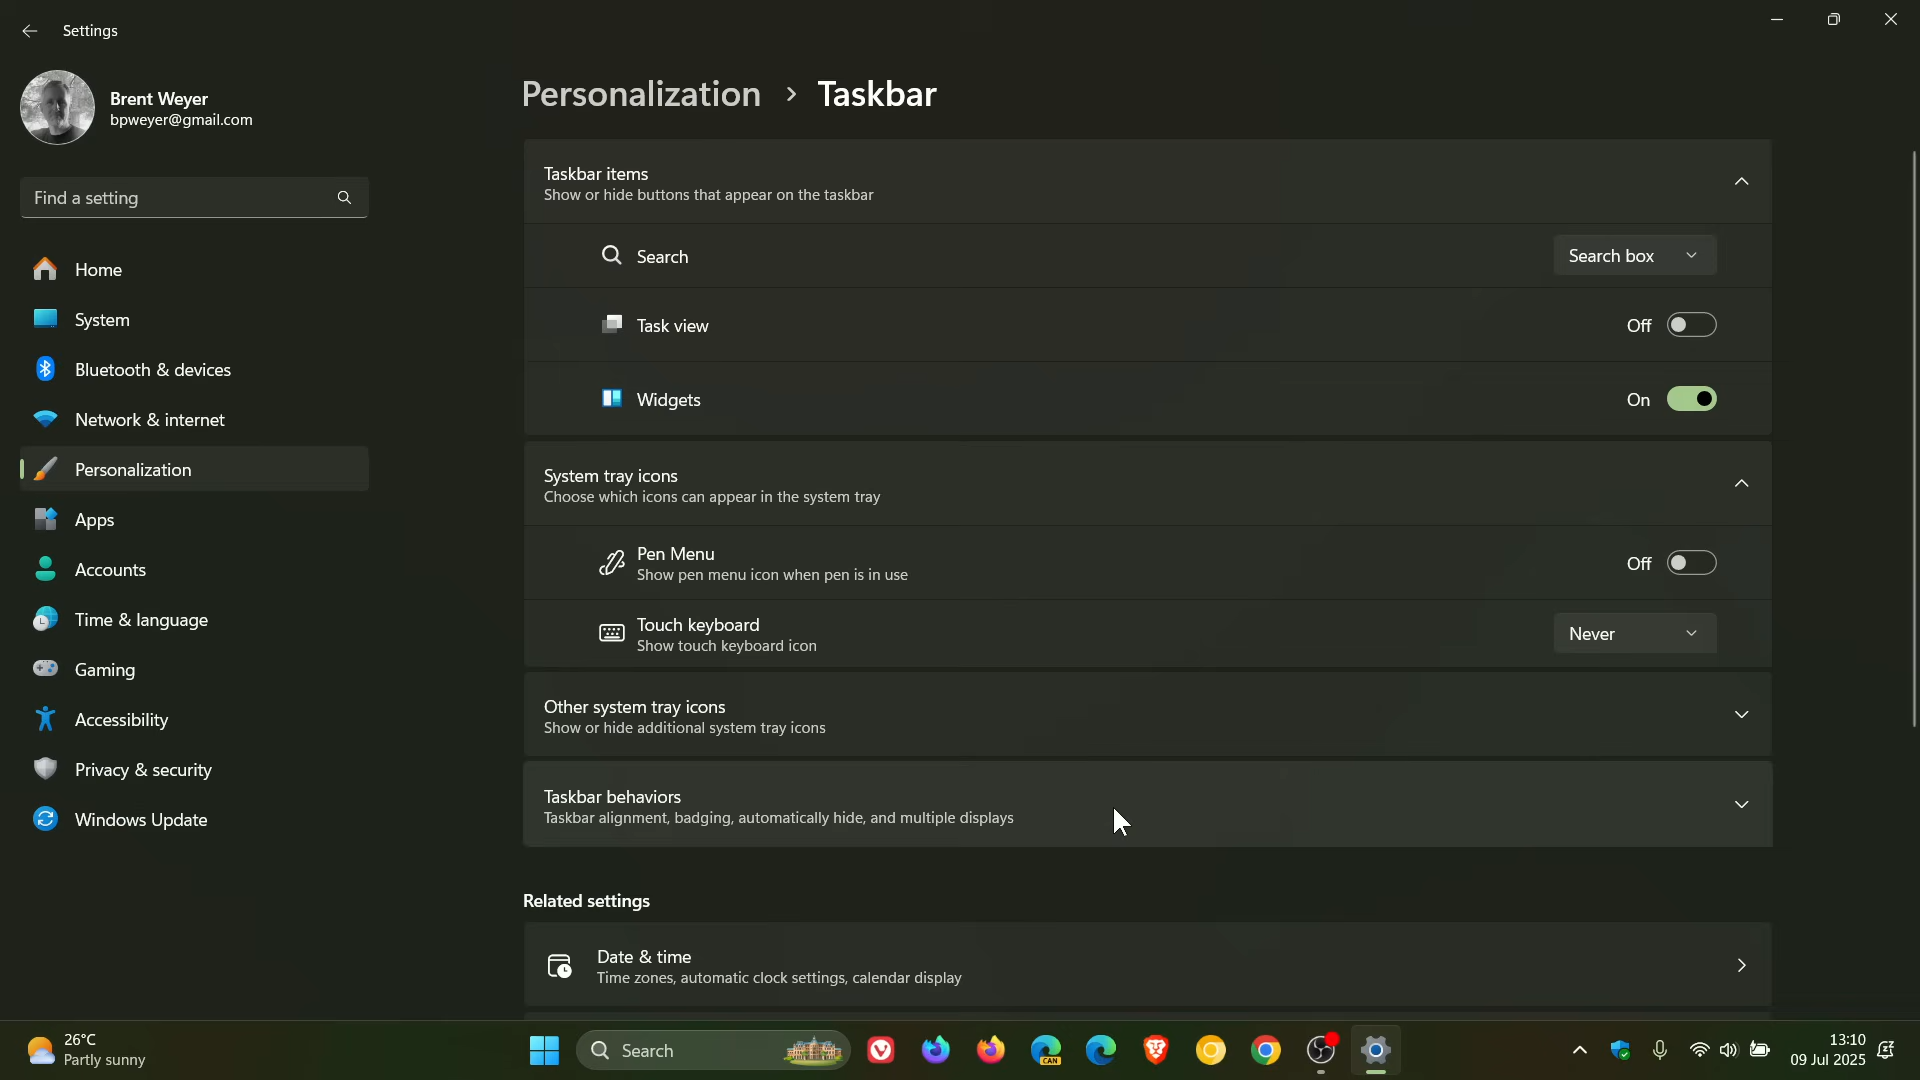 Settings
Brent Weyer
bpweyer@gmail.com
Find a setting
Home
System
Bluetooth & devices
Network & internet
Personalization
Apps
Accounts
Time & language
Gaming
Accessibility
Privacy & security
Windows Update
Personalization > Taskbar
Taskbar items
Show or hide buttons that appear on the taskbar
Search Search box
Task view Off
Widgets On
System tray icons
Choose which icons can appear in the system tray
Pen Menu
Show pen menu icon when pen is in use
Off
Touch keyboard
Show touch keyboard icon
Never
Other system tray icons
Show or hide additional system tray icons
Taskbar behaviors
Taskbar alignment, badging, automatically hide, and multiple displays
Related settings
Date & time
Time zones, automatic clock settings, calendar display
26°C
Partly sunny
Search
CAN
13:10
09 Jul 2025